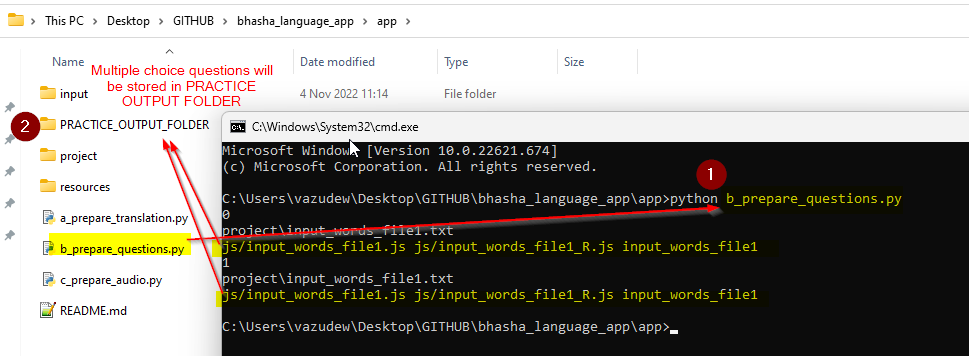 This PC > Desktop > GITHUB > bhasha_language_app > app >
Name Date modified Type Size
Multiple choice questions will
be stored in PRACTICE
OUTPUT FOLDER
input 4 Nov 2022 11:14 File folder
2 PRACTICE_OUTPUT_FOLDER
project
resources
a_prepare_translation.py
b_prepare_questions.py
c_prepare_audio.py
README.md
C:\Windows\System32\cmd.exe
Microsoft Windows [Version 10.0.22621.674]
(c) Microsoft Corporation. All rights reserved.
1
C:\Users\vazudew\Desktop\GITHUB\bhasha_language_app\app>python b_prepare_questions.py
0
project\input_words_file1.txt
js/input_words_file1.js js/input_words_file1_R.js input_words_file1
1
project\input_words_file1.txt
js/input_words_file1.js js/input_words_file1_R.js input_words_file1
C:\Users\vazudew\Desktop\GITHUB\bhasha_language_app\app>